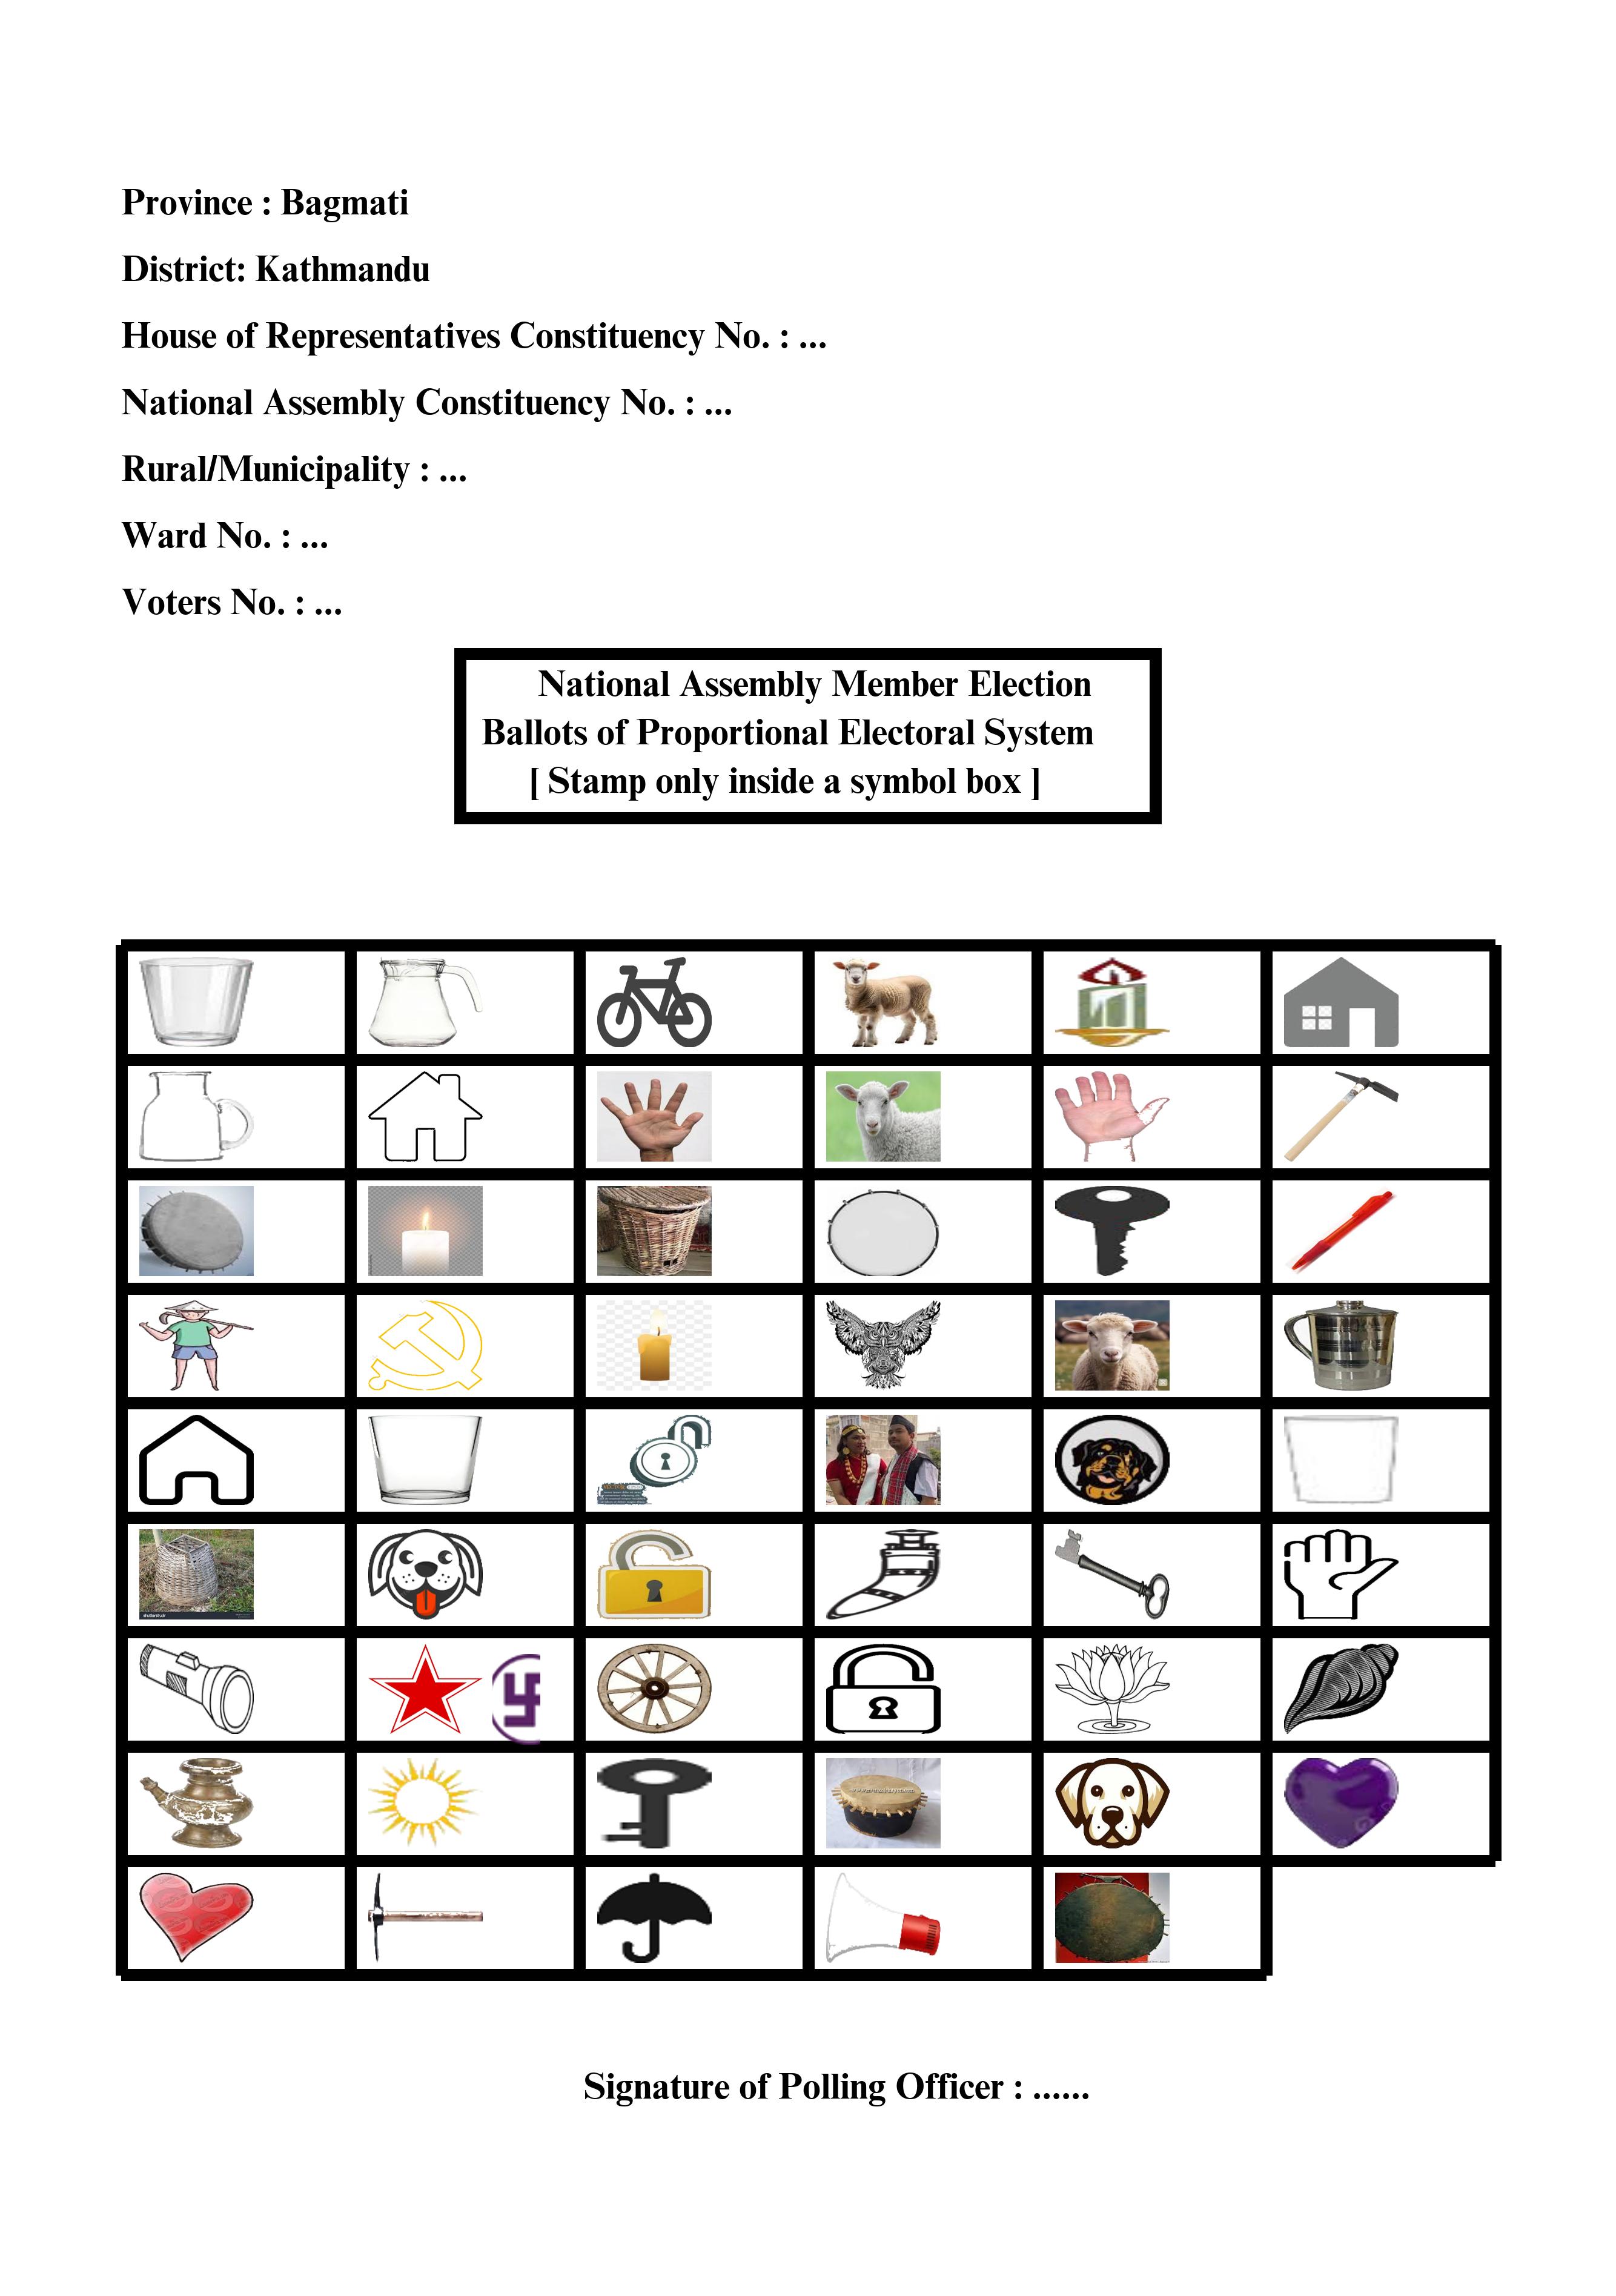 Province : Bagmati
District: Kathmandu
House of Representatives Constituency No. : ...
National Assembly Constituency No. : ...
Rural/Municipality : ...
Ward No. : ...
Voters No. : ...
National Assembly Member Election
Ballots of Proportional Electoral System
[ Stamp only inside a symbol box ]
Signature of Polling Officer : ......